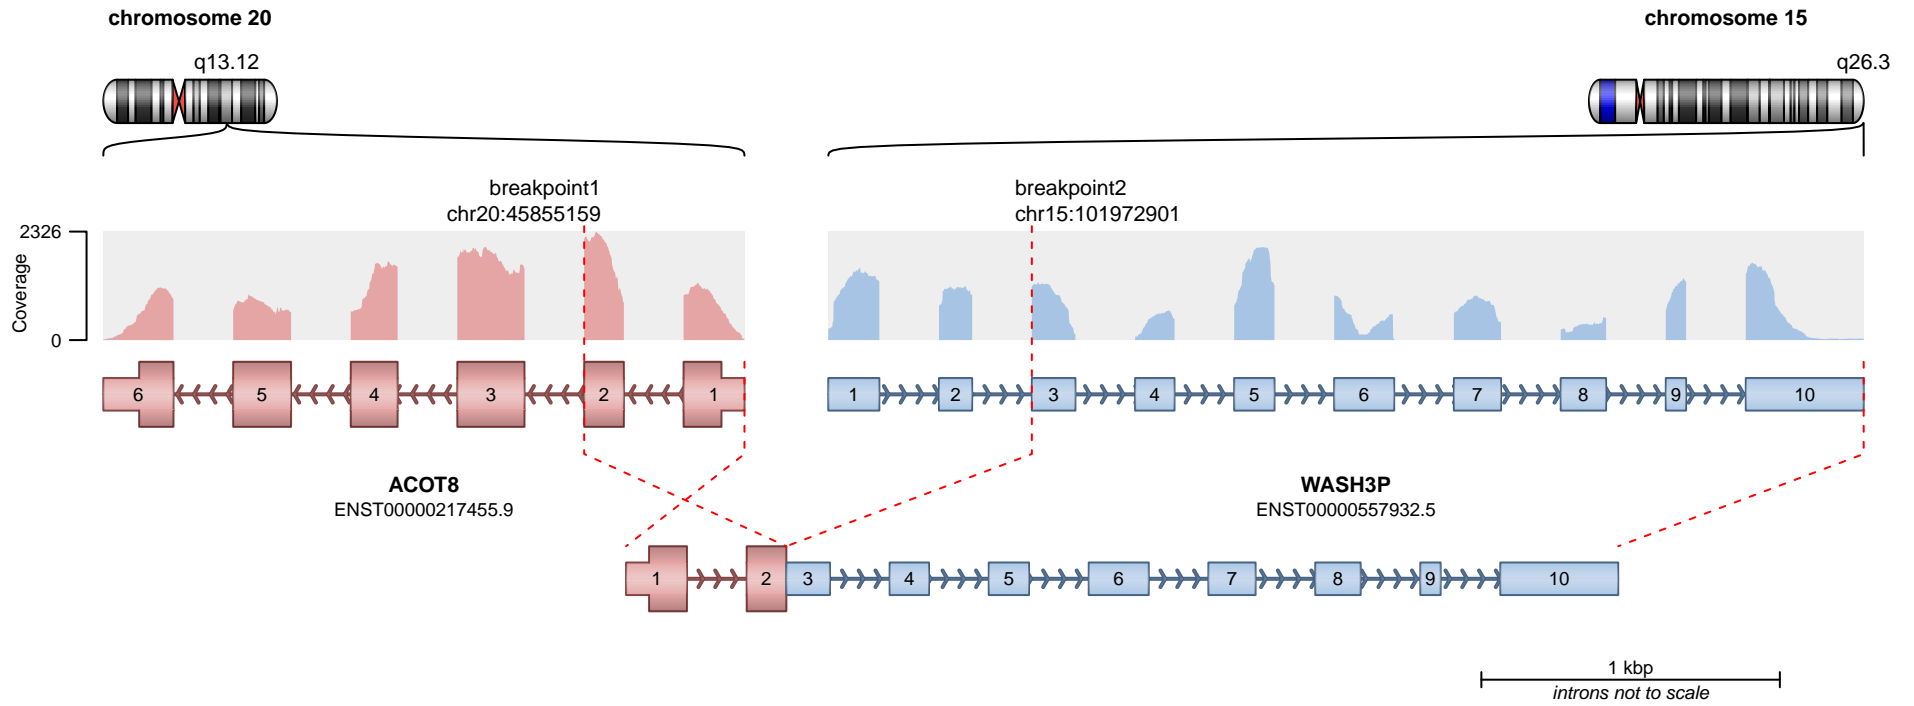 chromosome 20
chromosome 15
q13.12
q26.3
breakpoint1
chr20:45855159
breakpoint2
chr15:101972901
2326
Coverage
0
6 5 4 3 2 1
1 2 3 4 5 6 7 8 9 10
ACOT8
ENST00000217455.9
WASH3P
ENST00000557932.5
1 2 3 4 5 6 7 8 9 10
1 kbp
introns not to scale